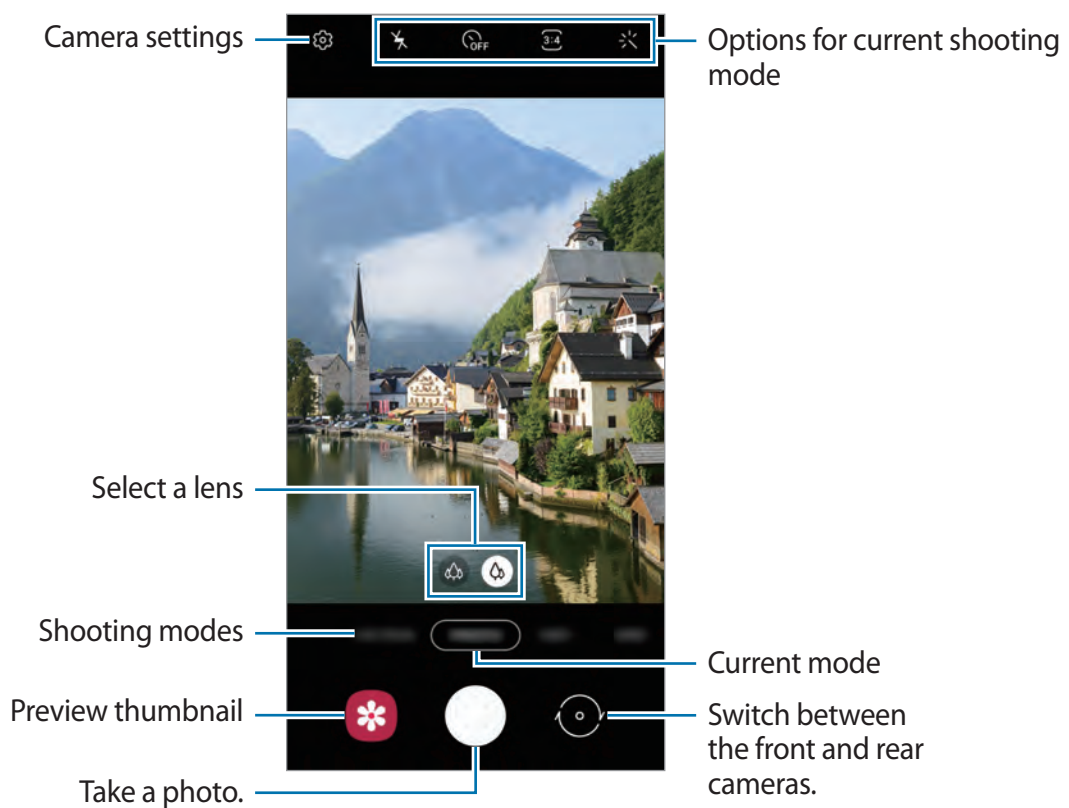 Camera settings
OFF
3:4
Options for current shooting
mode
Select a lens
Shooting modes
Current mode
Preview thumbnail
Switch between
the front and rear
cameras.
Take a photo.